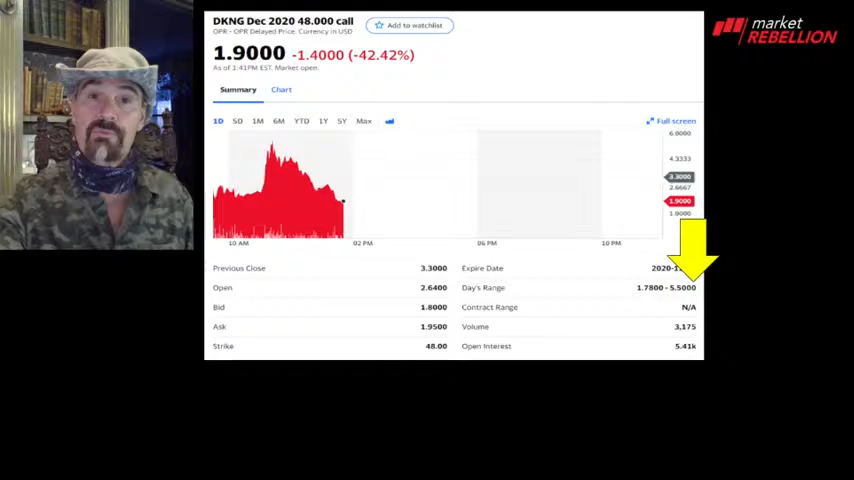 DKNG Dec 2020 48.000 call
Add to watchlist
OPR - OPR Delayed Price. Currency in USD
1.9000 -1.4000 (-42.42%)
As of 1:41PM EST. Market open.
Summary Chart
1D 5D 1M 6M YTD 1Y 5Y Max Full screen
6.0000
4.3333
3.3000
2.6667
1.9000
1.0000
10 AM 02 PM 06 PM 10 PM
Previous Close 3.3000 Expire Date 2020-1
Open 2.6400 Day's Range 1.7800 - 5.5000
Bid 1.8000 Contract Range N/A
Ask 1.9500 Volume 3,175
Strike 48.00 Open Interest 5.41k
market
REBELLION